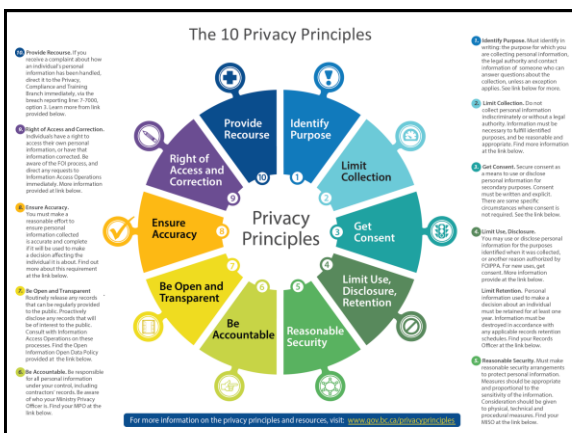 The 10 Privacy Principles
10. Provide Recourse. If you
receive a complaint about how
an individual's personal
information has been handled,
direct it to the Privacy,
Compliance and Training
Branch immediately, via the
breach reporting line: 7-7000,
option 3. Learn more from link
provided below.
9. Right of Access and Correction.
Individuals have a right to
access their own personal
information, or have that
information corrected. Be
aware of the FOI process, and
direct any requests to
Information Access Operations
immediately. More information
provided at link below.
8. Ensure Accuracy.
You must make a
reasonable effort to
ensure personal
information collected
is accurate and complete
if it will be used to make
a decision affecting the
individual it is about. Find out
more about this requirement
at the link below.
7. Be Open and Transparent
Routinely release any records
that can be regularly provided
to the public. Proactively
disclose any records that will
be of interest to the public.
Consult with Information
Access Operations on these
processes. Find the Open
Information Open Data Policy
provided at the link below.
6. Be Accountable. Be responsible
for all personal information
under your control, including
contractors' records. Be aware
of who your Ministry Privacy
Officer is. Find your MPO at the
link below.
Provide
Recourse
10
Identify
Purpose
1
Limit
Collection
2
Get
Consent
3
Limit Use,
Disclosure,
Retention
4
Reasonable
Security
5
Be
Accountable
6
Be Open and
Transparent
7
Ensure
Accuracy
8
Right of
Access and
Correction
9
Privacy
Principles
1. Identify Purpose. Must identify in
writing: the purpose for which you
are collecting personal information,
the legal authority and contact
information of someone who can
answer questions about the
collection, unless an exception
applies. See link below for more.
2. Limit Collection. Do not
collect personal information
indiscriminately or without a legal
authority. Information must be
necessary to fulfill identified
purposes, and be reasonable and
appropriate. Find more information
at the link below.
3. Get Consent. Secure consent as
a means to use or disclose
personal information for
secondary purposes. Consent
must be written and explicit.
There are some specific
circumstances where consent is
not required. See the link below.
4. Limit Use, Disclosure.
You may use or disclose personal
information for the purposes
identified when it was collected,
or another reason authorized by
FOIPPA. For new uses, get
consent. More information
provide at the link below.
Limit Retention. Personal
information used to make a
decision about an individual
must be retained for at least one
year. Information must be
destroyed in accordance with
any applicable records retention
schedules. Find your Records
Officer at the link below.
5. Reasonable Security. Must make
reasonable security arrangements
to protect personal information.
Measures should be appropriate
and proportional to the
sensitivity of the information.
Consideration should be given
to physical, technical and
procedural measures. Find your
MISO at the link below.
For more information on the privacy principles and resources, visit: www.gov.bc.ca/privacyprinciples